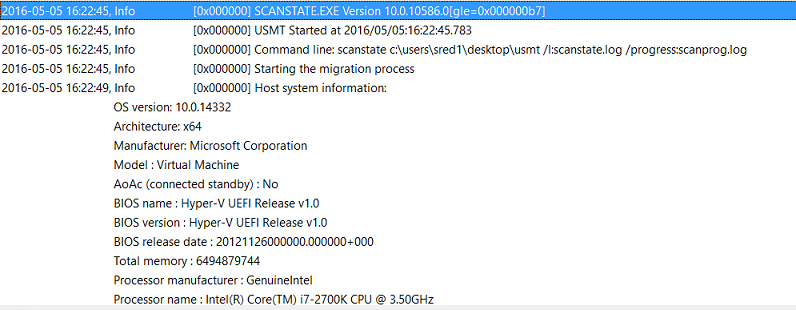 2016-05-05 16:22:45, Info [0x000000] SCANSTATE.EXE Version 10.0.10586.0[gle=0x000000b7]
2016-05-05 16:22:45, Info [0x000000] USMT Started at 2016/05/05:16:22:45.783
2016-05-05 16:22:45, Info [0x000000] Command line: scanstate c:\users\sred1\desktop\usmt /l:scanstate.log /progress:scanprog.log
2016-05-05 16:22:45, Info [0x000000] Starting the migration process
2016-05-05 16:22:49, Info [0x000000] Host system information:
OS version: 10.0.14332
Architecture: x64
Manufacturer: Microsoft Corporation
Model : Virtual Machine
AoAc (connected standby) : No
BIOS name : Hyper-V UEFI Release v1.0
BIOS version : Hyper-V UEFI Release v1.0
BIOS release date : 20121126000000.000000+000
Total memory : 6494879744
Processor manufacturer : GenuineIntel
Processor name : Intel(R) Core(TM) i7-2700K CPU @ 3.50GHz